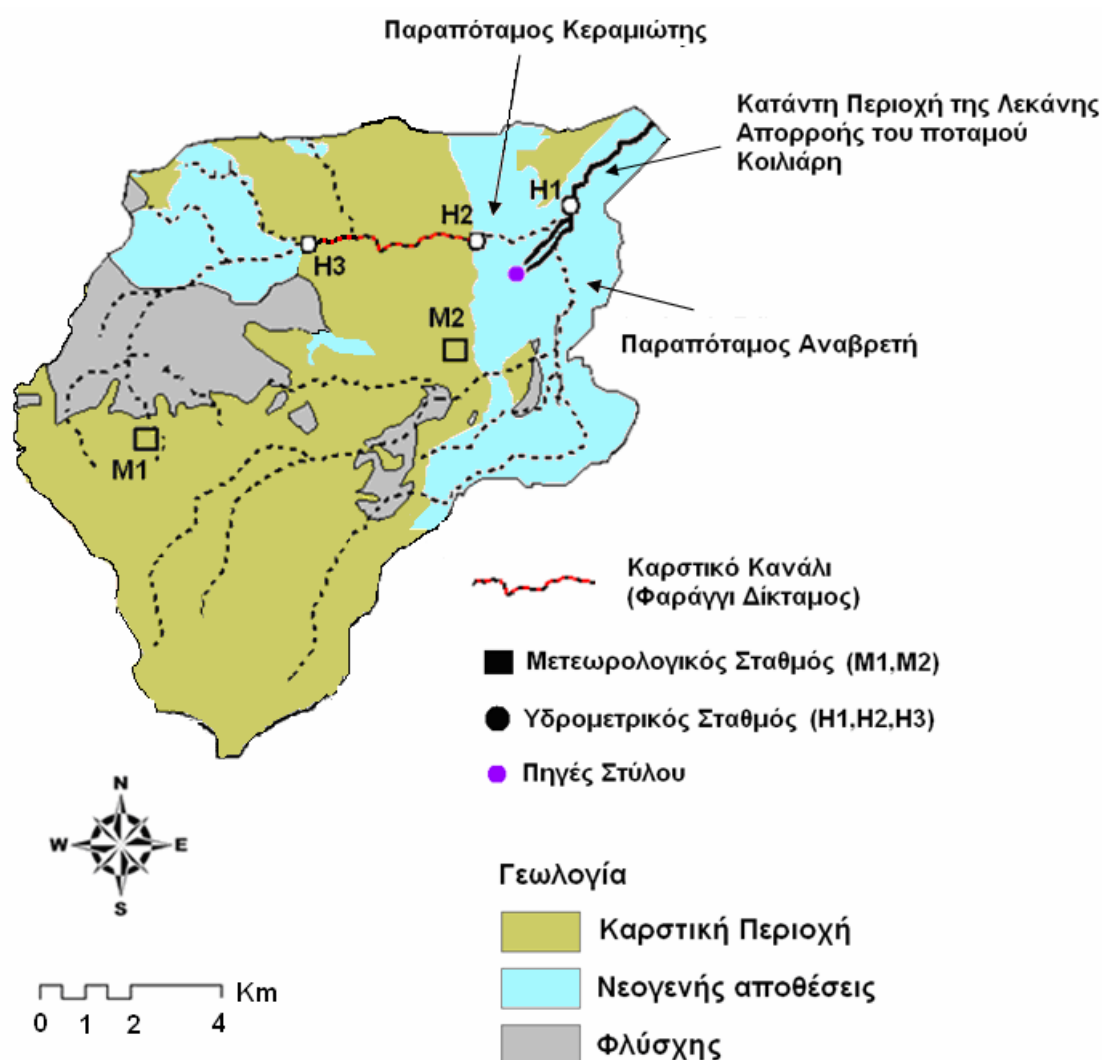 Παραπόταμος Κεραμιώτης
Κατάντη Περιοχή της Λεκάνης
Απορροής του ποταμού
Κοιλιάρη
H1
H2
H3
M2
Παραπόταμος Αναβρετή
M1
Καρστικό Κανάλι
(Φαράγγι Δίκταμος)
Μετεωρολογικός Σταθμός (M1,M2)
Υδρομετρικός Σταθμός (H1,H2,H3)
Πηγές Στύλου
N
W E
S
Γεωλογία
Καρστική Περιοχή
Νεογενής αποθέσεις
Φλύσχης
Km
0 1 2 4